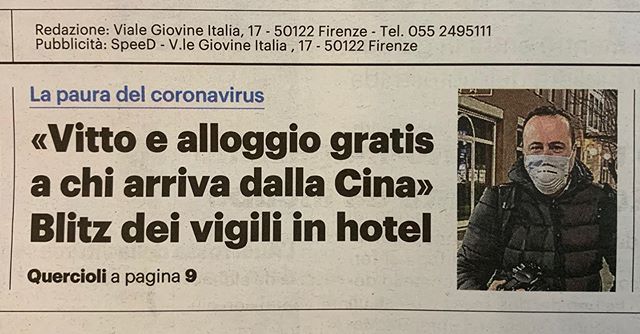 Redazione: Viale Giovine Italia, 17 - 50122 Firenze - Tel. 055 2495111
Pubblicità: SpeeD - V.le Giovine Italia , 17 - 50122 Firenze
La paura del coronavirus
«Vitto e alloggio gratis
a chi arriva dalla Cina»
Blitz dei vigili in hotel
Quercioli a pagina 9